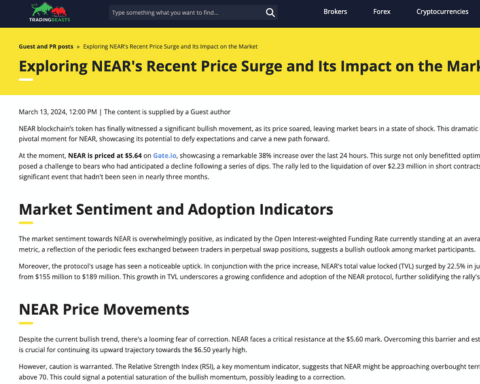 TRADINGBEASTS
Type something what you want to find...
Brokers
Forex
Cryptocurrencies
Guest and PR posts » Exploring NEAR's Recent Price Surge and Its Impact on the Market
Exploring NEAR's Recent Price Surge and Its Impact on the Mark
March 13, 2024, 12:00 PM | The content is supplied by a Guest author
NEAR blockchain's token has finally witnessed a significant bullish movement, as its price soared, leaving market bears in a state of shock. This dramatic
pivotal moment for NEAR, showcasing its potential to defy expectations and carve a new path forward.
At the moment, NEAR is priced at $5.64 on Gate.io, showcasing a remarkable 38% increase over the last 24 hours. This surge not only benefitted optim
posed a challenge to bears who had anticipated a decline following a series of dips. The rally led to the liquidation of over $2.23 million in short contracts
significant event that hadn't been seen in nearly three months.
Market Sentiment and Adoption Indicators
The market sentiment towards NEAR is overwhelmingly positive, as indicated by the Open Interest-weighted Funding Rate currently standing at an avera
metric, a reflection of the periodic fees exchanged between traders in perpetual swap positions, suggests a bullish outlook among market participants.
Moreover, the protocol's usage has seen a noticeable uptick. In conjunction with the price increase, NEAR's total value locked (TVL) surged by 22.5% in ju
from $155 million to $189 million. This growth in TVL underscores a growing confidence and adoption of the NEAR protocol, further solidifying the rally's
NEAR Price Movements
Despite the current bullish trend, there's a looming fear of correction. NEAR faces a critical resistance at the $5.60 mark. Overcoming this barrier and est
is crucial for continuing its upward trajectory towards the $6.50 yearly high.
However, caution is warranted. The Relative Strength Index (RSI), a key momentum indicator, suggests that NEAR might be approaching overbought terr
above 70. This could signal a potential saturation of the bullish momentum, possibly leading to a correction.